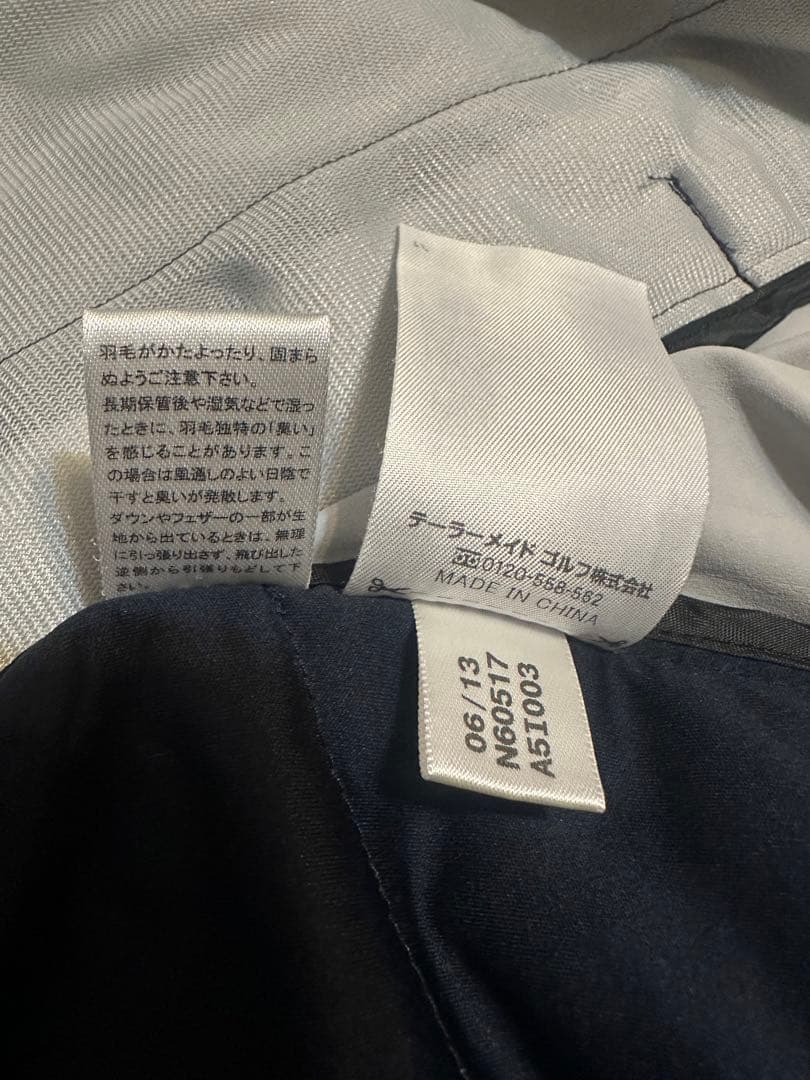 羽毛がかたよったり、固まら
ぬようご注意下さい。
長期保管後や湿気などで湿っ
たときに、羽毛独特の「臭い」
を感じることがあります。こ
の場合は風通しのよい日陰で
干すと臭いが発散します。
ダウンやフェザーの一部が生
地から出ているときは、無理
に引っ張り出さず、飛び出した
逆側から引張りもどして下
さい。
テーラーメイド ゴルフ株式会社
0120-558-562
MADE IN CHINA
06/13
N60517
A5I003